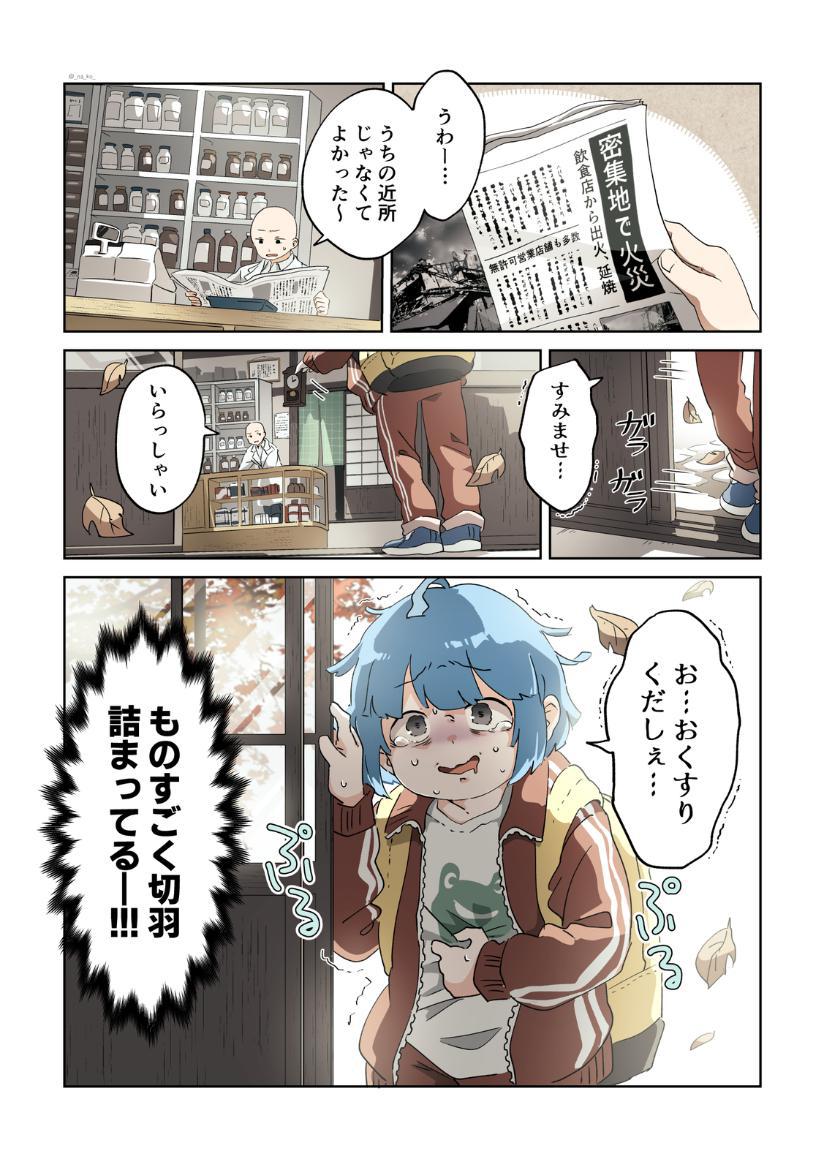 @_na_ko_
密集地で火災
飲食店から出火、延焼
無許可営業店舗も多数
うわー…
うちの近所
じゃなくて
よかった〜
ガラ
ガラ
すみませ…
いらっしゃい
お…おくすり
くだしぇ…
ぷる
ぷる
ものすごく切羽
詰まってるー!!!